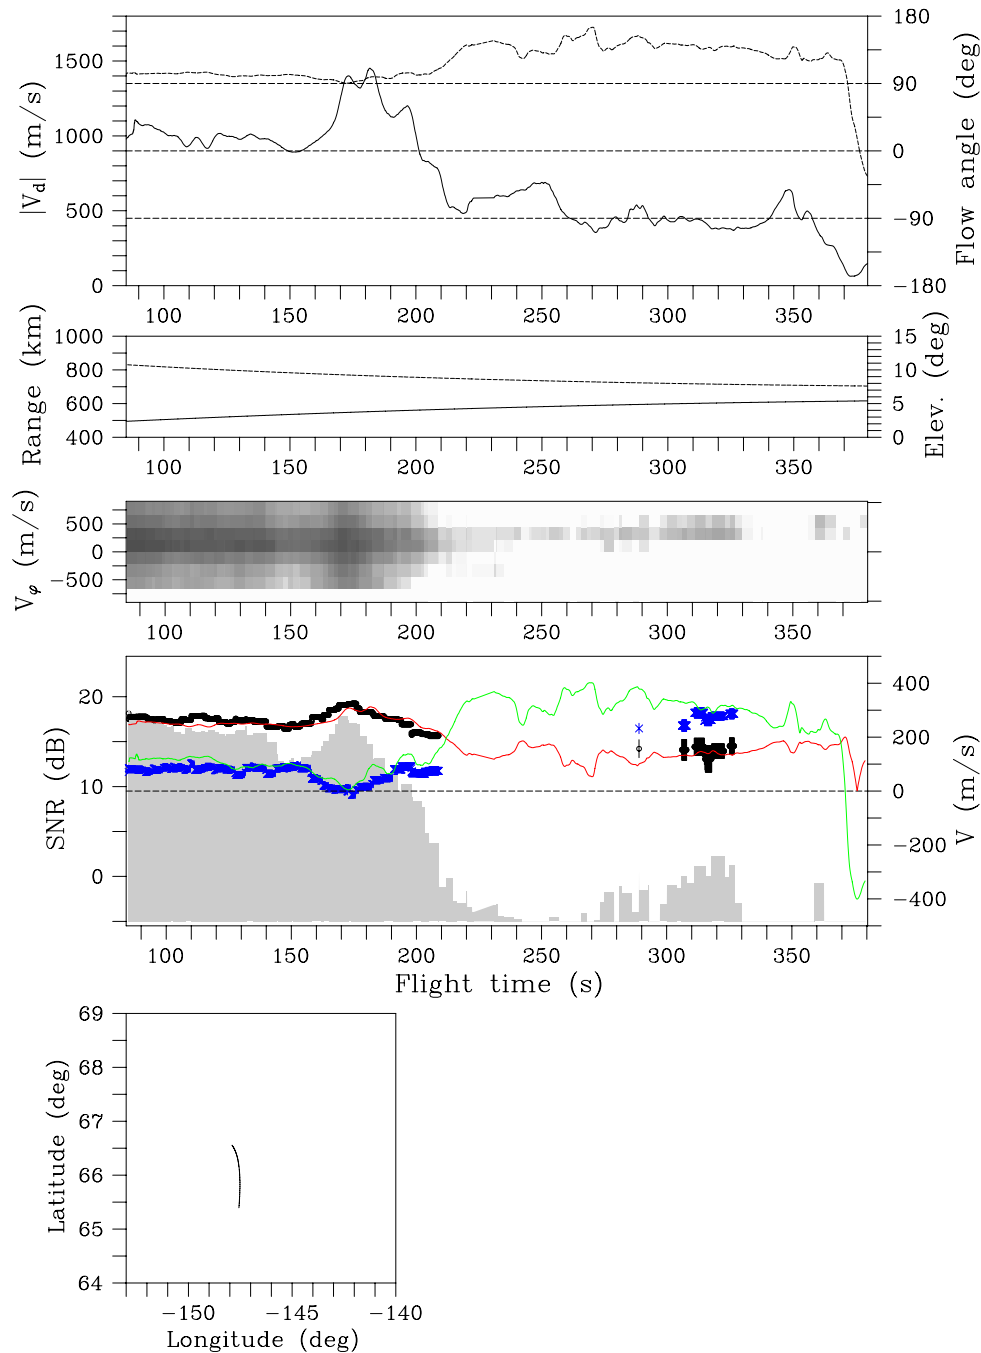 1500
1000
500
0
|V_d| (m/s)
180
90
0
−90
−180
Flow angle (deg)
100 150 200 250 300 350
1000
800
600
400
Range (km)
15
10
5
0
Elev. (deg)
100 150 200 250 300 350
500
0
−500
V_φ (m/s)
100 150 200 250 300 350
20
10
0
SNR (dB)
400
200
0
−200
−400
V (m/s)
100 150 200 250 300 350
Flight time (s)
69
68
67
66
65
64
Latitude (deg)
−150 −145 −140
Longitude (deg)